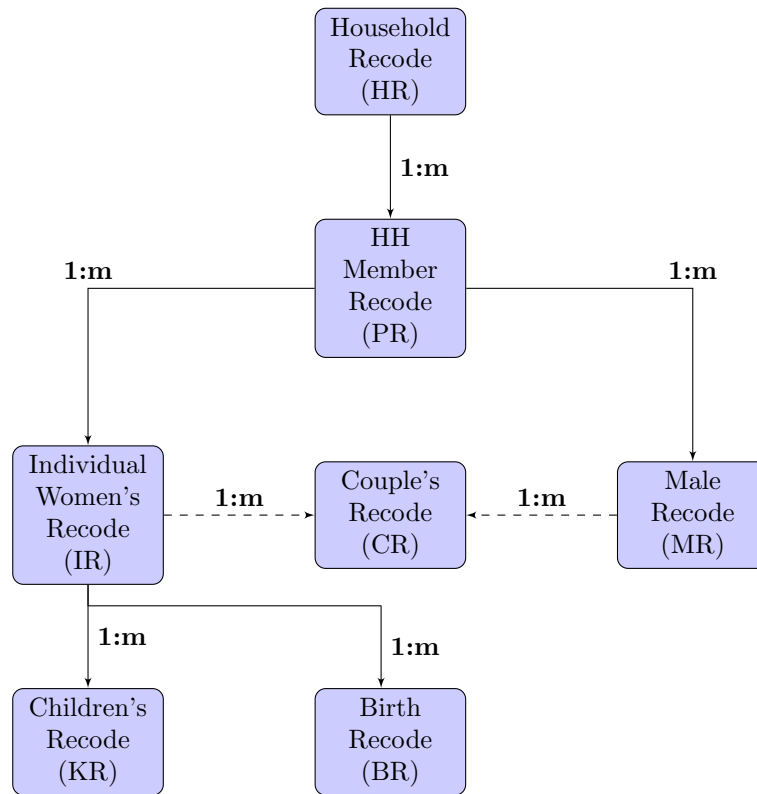 Household
Recode
(HR)
1:m
HH
Member
Recode
(PR)
1:m
1:m
Individual
Women's
Recode
(IR)
1:m
Couple's
Recode
(CR)
1:m
Male
Recode
(MR)
1:m
1:m
Children's
Recode
(KR)
Birth
Recode
(BR)